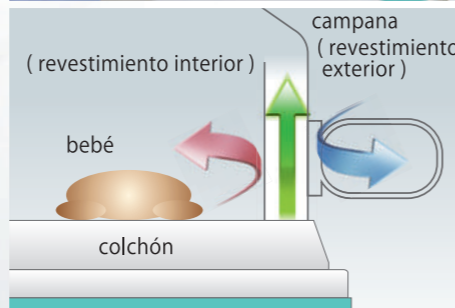 campana
( revestimiento
exterior )
( revestimiento interior )
bebé
colchón